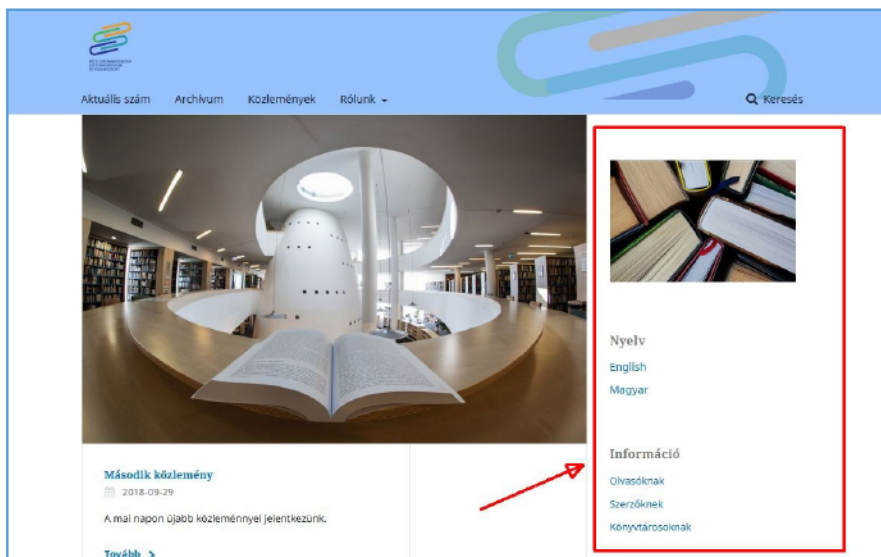 Aktuális szám Archívum Közlemények Rólunk
Keresés
Második közlemény
2018-09-29
A mai napon újabb közleménnyel jelentkezünk.
Tovább
Nyelv
English
Magyar
Információ
Olvasóknak
Szerzőknek
Könyvtárosoknak